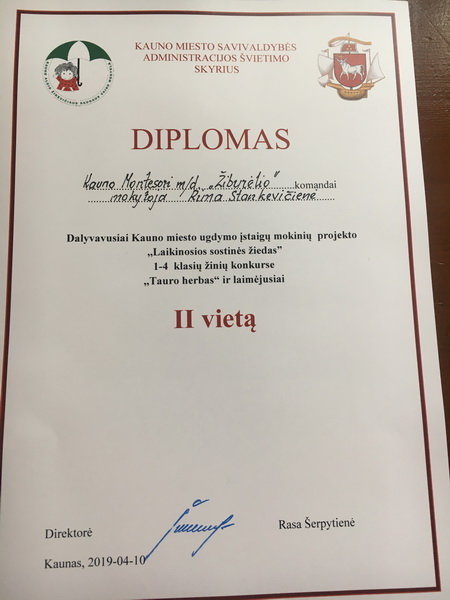 KAUNO MIESTO SAVIVALDYBĖS
ADMINISTRACIJOS ŠVIETIMO
SKYRIUS
DIPLOMAS
Kauno Montesori m/d. „Žiburėlio" komandai
mokytoja Rima Stankevičienė
Dalyvavusiai Kauno miesto ugdymo įstaigų mokinių projekto
„Laikinosios sostinės žiedas"
1-4 klasių žinių konkurse
„Tauro herbas" ir laimėjusiai
II vietą
Direktorė
Rasa Šerpytienė
Kaunas, 2019-04-10